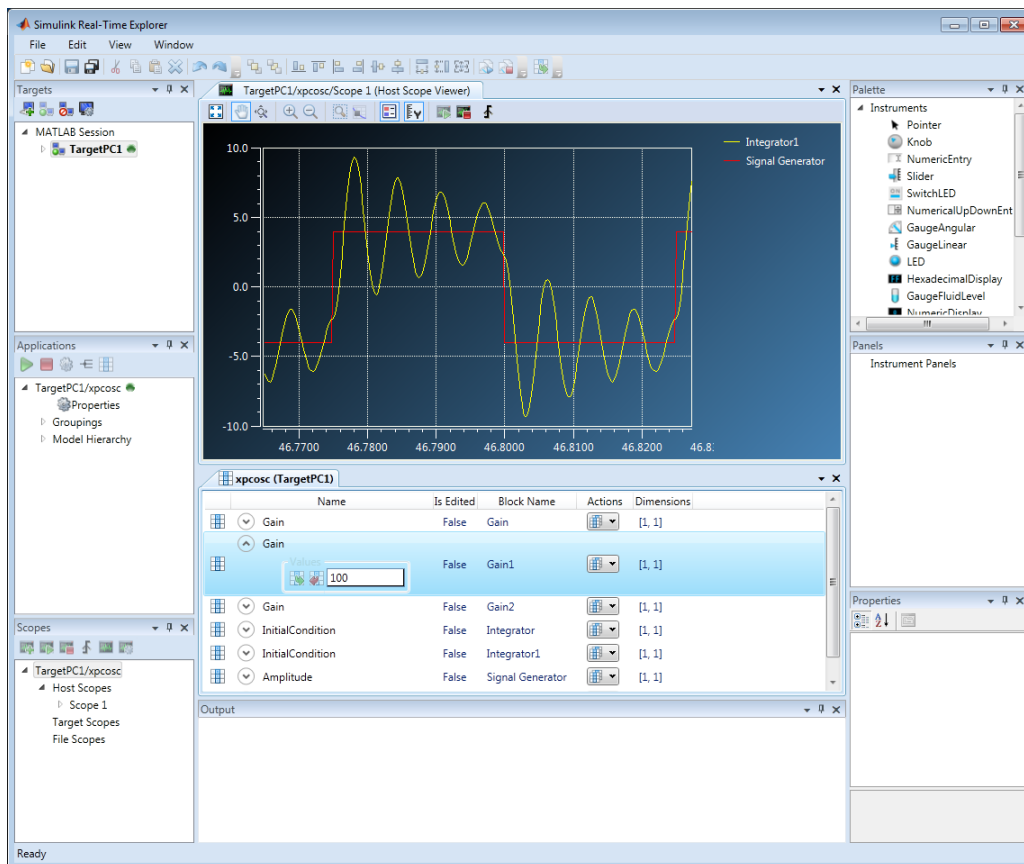 Simulink Real-Time Explorer
File Edit View Window
Targets
MATLAB Session
TargetPC1
Applications
TargetPC1/xpcosc
Properties
Groupings
Model Hierarchy
Scopes
TargetPC1/xpcosc
Host Scopes
Scope 1
Target Scopes
File Scopes
TargetPC1/xpcosc/Scope 1 (Host Scope Viewer)
10.0
5.0
0.0
-5.0
-10.0
46.7700 46.7800 46.7900 46.8000 46.8100 46.8200 46.8
Integrator1
Signal Generator
xpcosc (TargetPC1)
Name Is Edited Block Name Actions Dimensions
Gain False Gain [1, 1]
Gain
Values
100
False Gain1 [1, 1]
Gain False Gain2 [1, 1]
InitialCondition False Integrator [1, 1]
InitialCondition False Integrator1 [1, 1]
Amplitude False Signal Generator [1, 1]
Output
Palette
Instruments
Pointer
Knob
NumericEntry
Slider
SwitchLED
NumericalUpDownEnt
GaugeAngular
GaugeLinear
LED
HexadecimalDisplay
GaugeFluidLevel
NumericDisplay
Panels
Instrument Panels
Properties
Ready